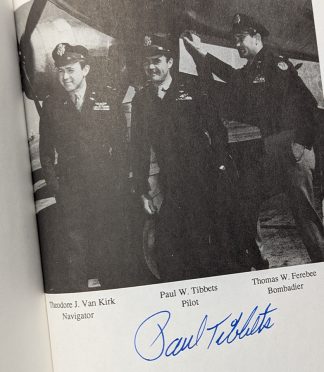 Theodore J. Van Kirk
Navigator
Paul W. Tibbets
Pilot
Thomas W. Ferebee
Bombadier
Paul Tibbets